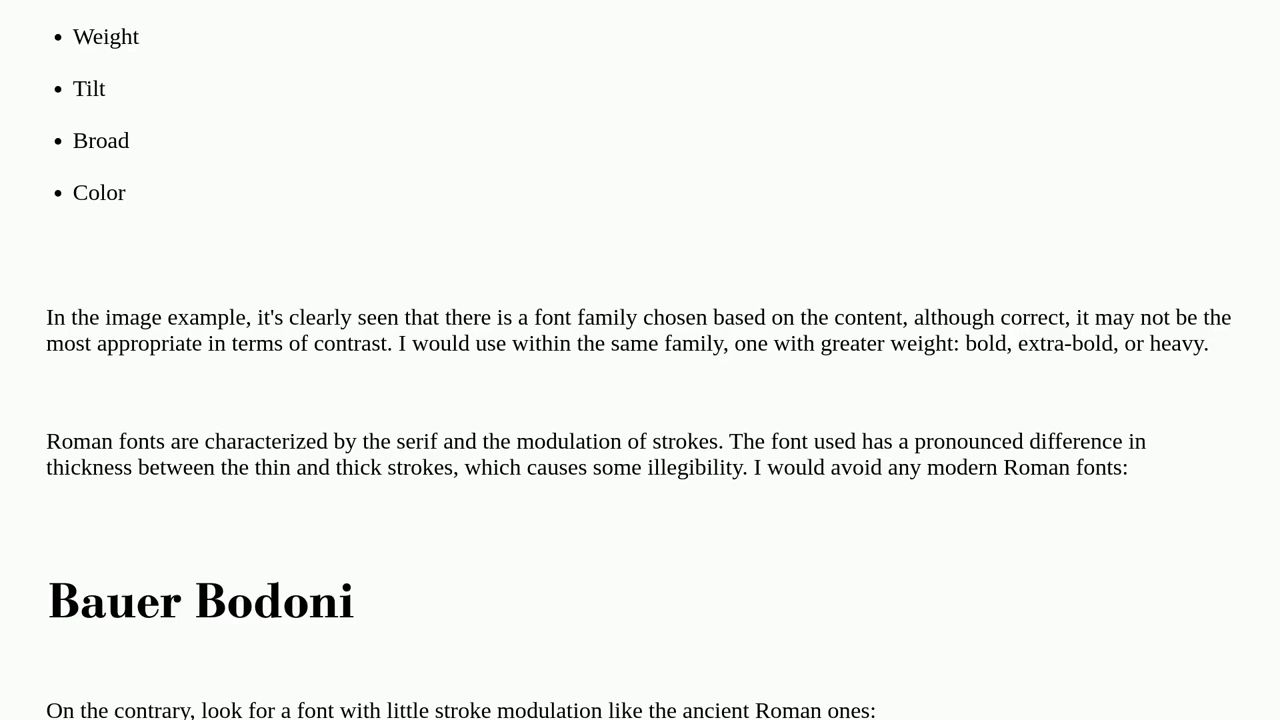 • Weight
• Tilt
• Broad
• Color
In the image example, it's clearly seen that there is a font family chosen based on the content, although correct, it may not be the
most appropriate in terms of contrast. I would use within the same family, one with greater weight: bold, extra-bold, or heavy.
Roman fonts are characterized by the serif and the modulation of strokes. The font used has a pronounced difference in
thickness between the thin and thick strokes, which causes some illegibility. I would avoid any modern Roman fonts:
Bauer Bodoni
On the contrary, look for a font with little stroke modulation like the ancient Roman ones: